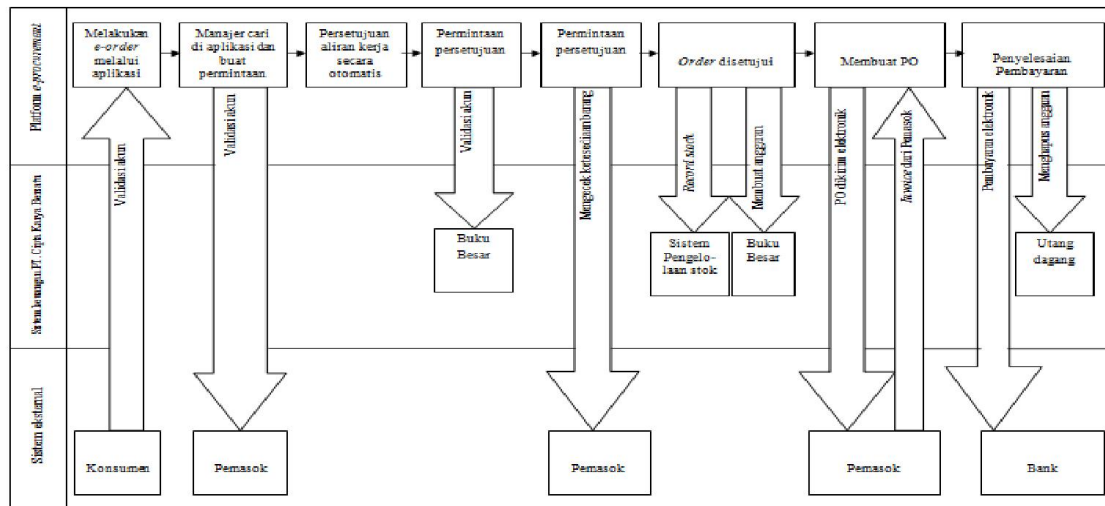 Platform e-procurement
Melakukan
e-order
melalui
aplikasi
Manajer cari
di aplikasi dan
buat
permintaan
Persetujuan
aliran kerja
secara
otomatis
Permintaan
persetujuan
Permintaan
persetujuan
Order disetujui
Membuat PO
Penyelesaian
Pembayaran
Validasi akun
Validasi akun
Validasi akun
Mengecek ketersediaan barang
Record stock
Membuat anggaran
PO dikirim elektronik
Invoice dari Pemasok
Pembayaran elektronik
Menghapus anggaran
Sistem keuangan PT. Cipta Karya
Buku
Besar
Sistem
Pengelo-
laan stok
Buku
Besar
Utang
dagang
Sistem eksternal
Konsumen
Pemasok
Pemasok
Pemasok
Bank